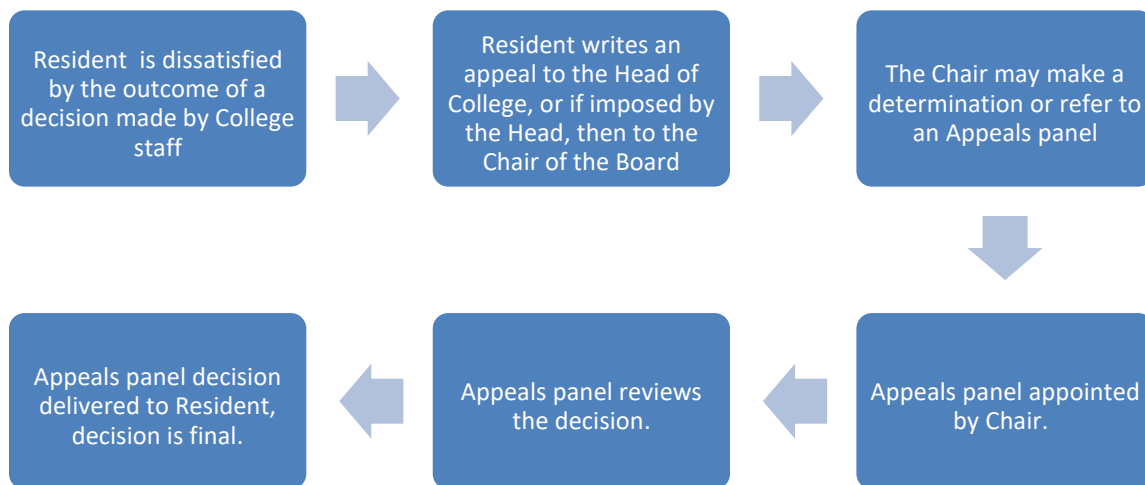 Resident is dissatisfied
by the outcome of a
decision made by College
staff
Resident writes an
appeal to the Head of
College, or if imposed by
the Head, then to the
Chair of the Board
The Chair may make a
determination or refer to
an Appeals panel
Appeals panel appointed
by Chair.
Appeals panel reviews
the decision.
Appeals panel decision
delivered to Resident,
decision is final.